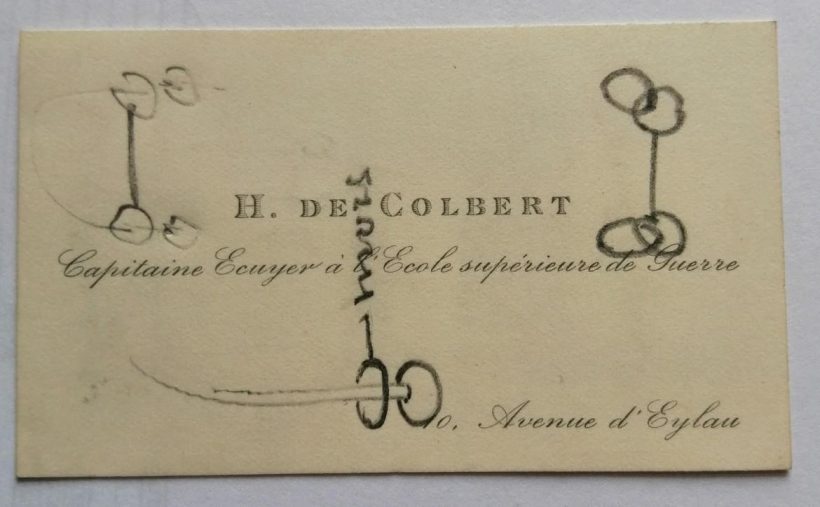 H. DE COLBERT
Capitaine Ecuyer à l'Ecole supérieure de Guerre
10, Avenue d'Eylau